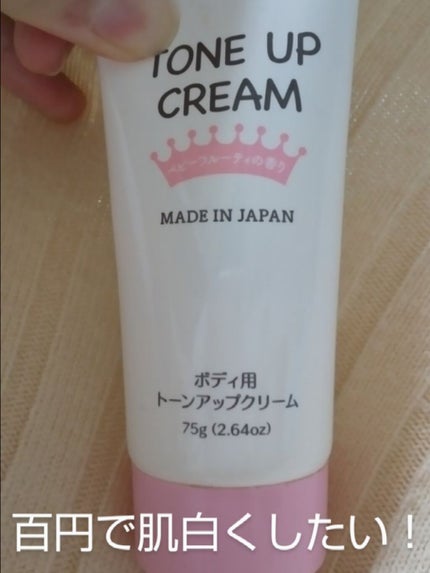 TONE UP
CREAM
ベビーフルーティの香り
MADE IN JAPAN
ボディ用
トーンアップクリーム
75g (2.64oz)
百円で肌白くしたい！